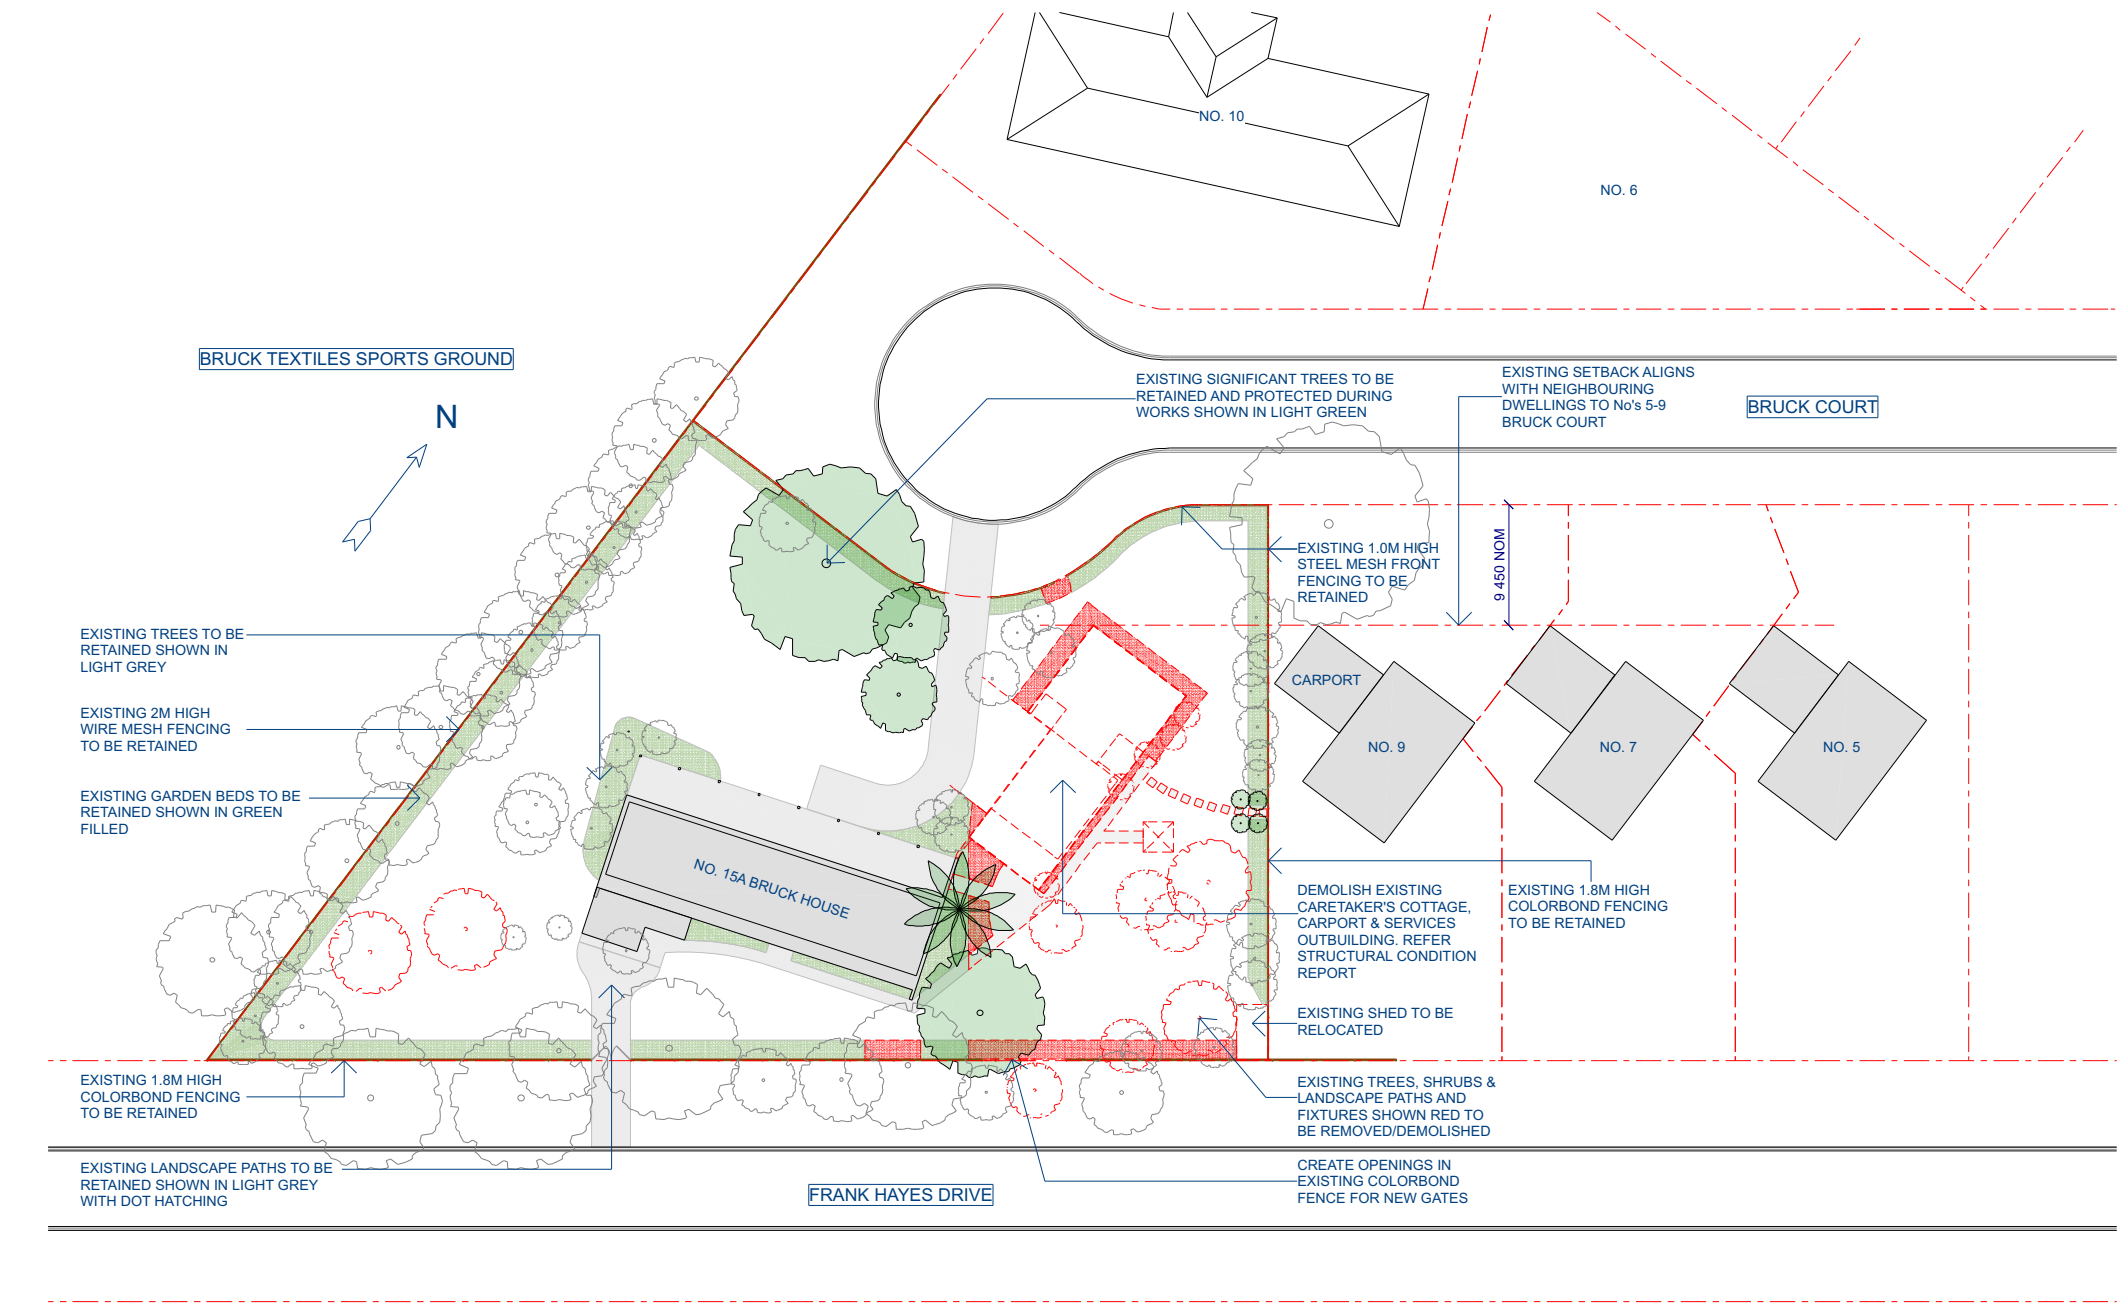 NO. 10
NO. 6
BRUCK TEXTILES SPORTS GROUND
N
EXISTING SIGNIFICANT TREES TO BE
RETAINED AND PROTECTED DURING
WORKS SHOWN IN LIGHT GREEN
EXISTING SETBACK ALIGNS
WITH NEIGHBOURING
DWELLINGS TO No's 5-9
BRUCK COURT
BRUCK COURT
EXISTING 1.0M HIGH
STEEL MESH FRONT
FENCING TO BE
RETAINED
9 450 NOM
EXISTING TREES TO BE
RETAINED SHOWN IN
LIGHT GREY
CARPORT
EXISTING 2M HIGH
WIRE MESH FENCING
TO BE RETAINED
NO. 9
NO. 7
NO. 5
EXISTING GARDEN BEDS TO BE
RETAINED SHOWN IN GREEN
FILLED
NO. 15A BRUCK HOUSE
DEMOLISH EXISTING
CARETAKER'S COTTAGE,
CARPORT & SERVICES
OUTBUILDING. REFER
STRUCTURAL CONDITION
REPORT
EXISTING 1.8M HIGH
COLORBOND FENCING
TO BE RETAINED
EXISTING SHED TO BE
RELOCATED
EXISTING 1.8M HIGH
COLORBOND FENCING
TO BE RETAINED
EXISTING TREES, SHRUBS &
LANDSCAPE PATHS AND
FIXTURES SHOWN RED TO
BE REMOVED/DEMOLISHED
EXISTING LANDSCAPE PATHS TO BE
RETAINED SHOWN IN LIGHT GREY
WITH DOT HATCHING
FRANK HAYES DRIVE
CREATE OPENINGS IN
EXISTING COLORBOND
FENCE FOR NEW GATES